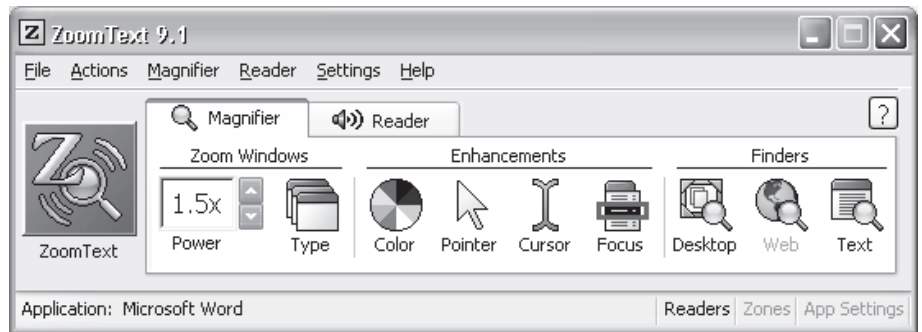 Z ZoomText 9.1
File Actions Magnifier Reader Settings Help
Magnifier Reader ?
Zoom Windows Enhancements Finders
1.5x
Power Type Color Pointer Cursor Focus Desktop Web Text
ZoomText
Application: Microsoft Word Readers Zones App Settings